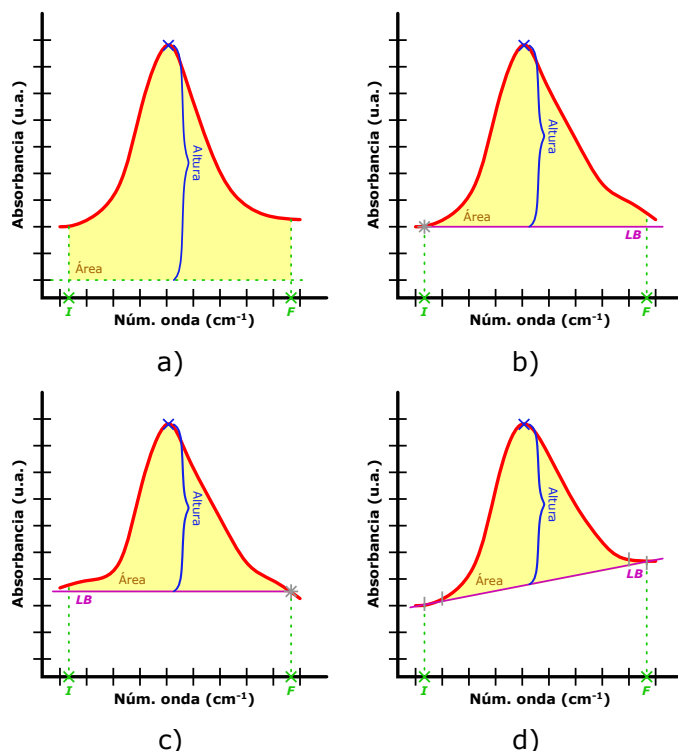 Absorbancia (u.a.)
Altura
Área
I
F
Núm. onda (cm⁻¹)
a)
Absorbancia (u.a.)
Altura
Área
LB
I
F
Núm. onda (cm⁻¹)
b)
Absorbancia (u.a.)
Altura
Área
LB
I
F
Núm. onda (cm⁻¹)
c)
Absorbancia (u.a.)
Altura
Área
LB
I
F
Núm. onda (cm⁻¹)
d)